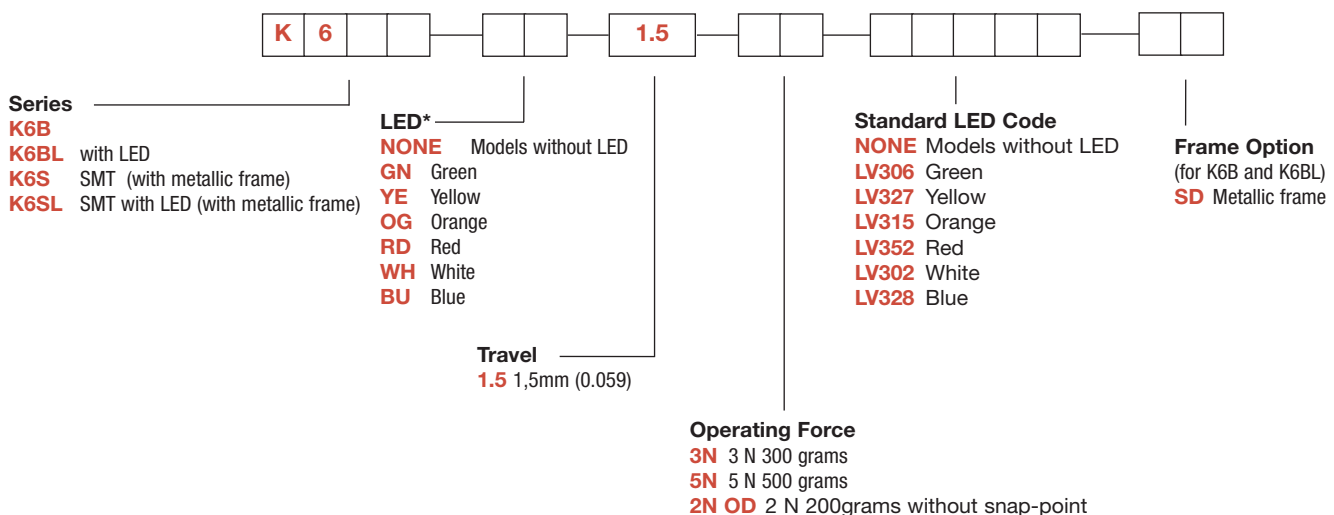 K 6 1.5
Series
K6B
K6BL with LED
K6S SMT (with metallic frame)
K6SL SMT with LED (with metallic frame)
LED*
NONE Models without LED
GN Green
YE Yellow
OG Orange
RD Red
WH White
BU Blue
Travel
1.5 1,5mm (0.059)
Operating Force
3N 3 N 300 grams
5N 5 N 500 grams
2N OD 2 N 200grams without snap-point
Standard LED Code
NONE Models without LED
LV306 Green
LV327 Yellow
LV315 Orange
LV352 Red
LV302 White
LV328 Blue
Frame Option
(for K6B and K6BL)
SD Metallic frame